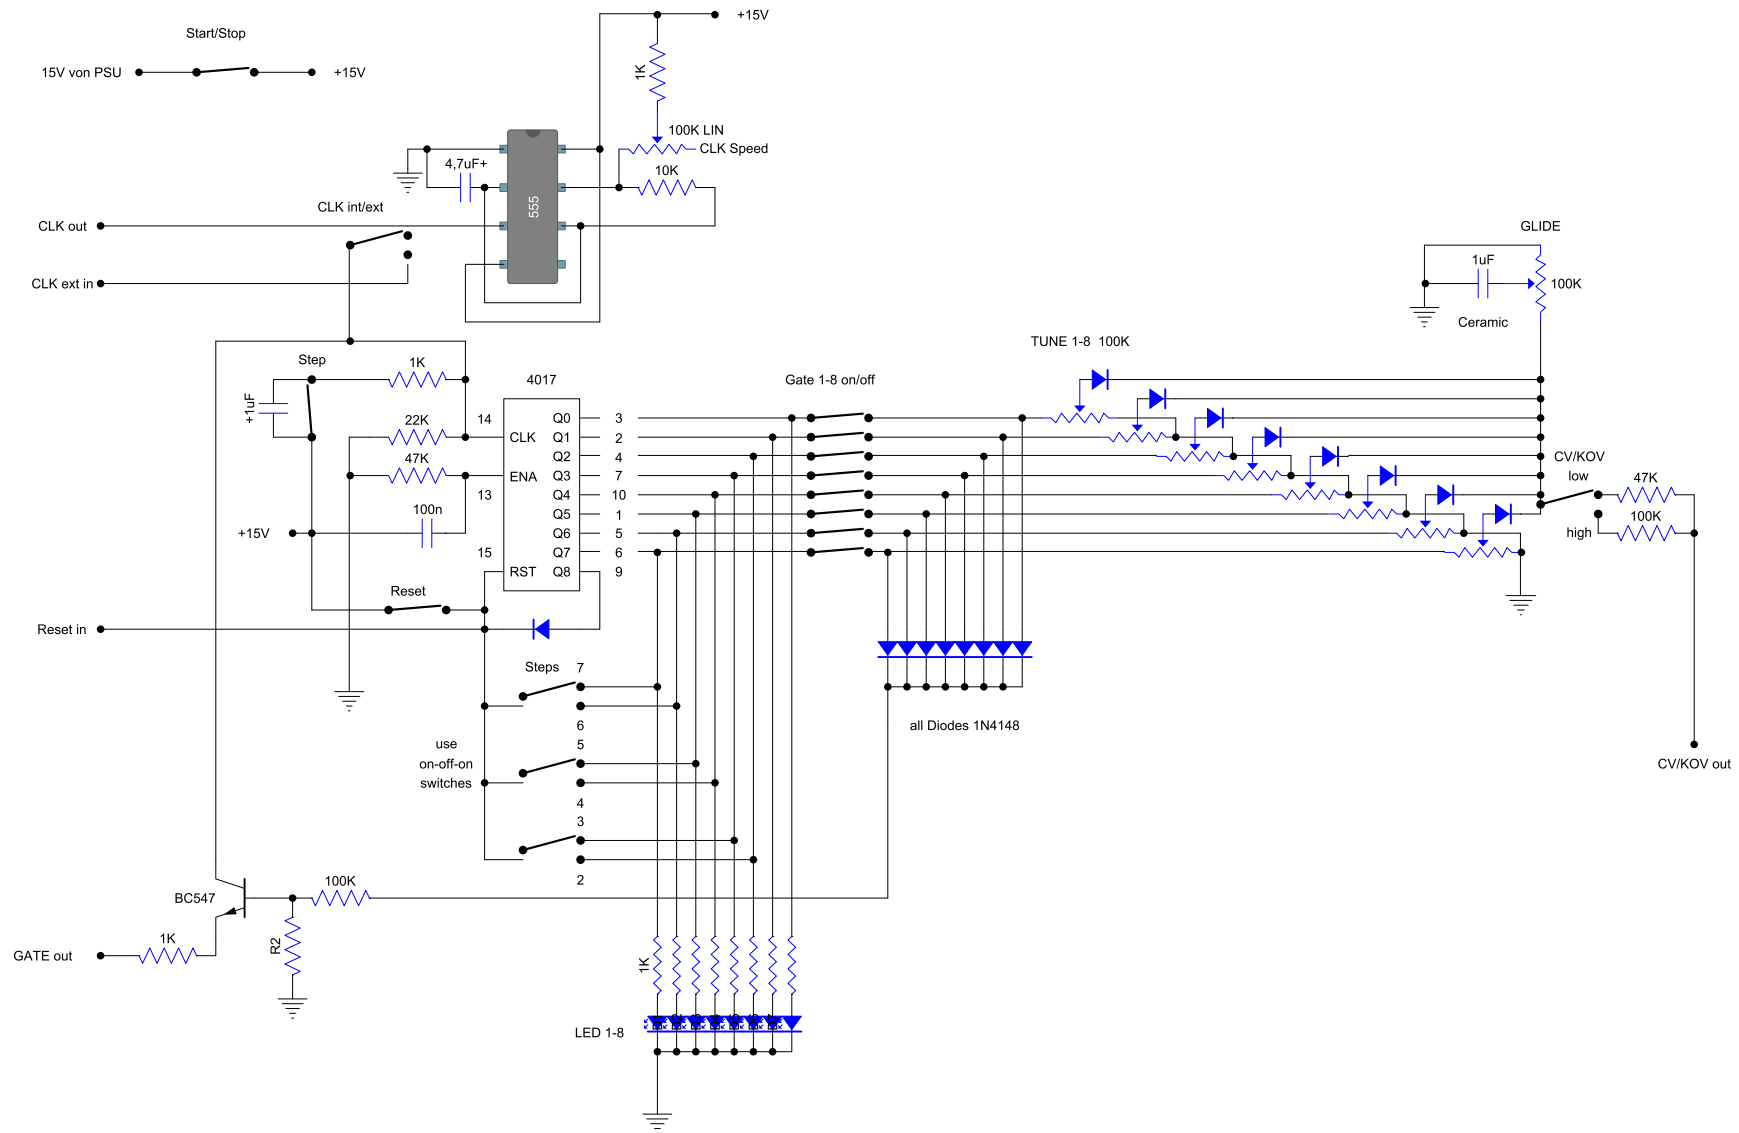 Start/Stop
15V von PSU
+15V
+15V
1K
100K LIN
CLK Speed
10K
4,7uF+
555
CLK int/ext
CLK out
CLK ext in
GLIDE
1uF
100K
Ceramic
Step
+1uF
1K
22K
47K
100n
+15V
Reset
Reset in
4017
14
CLK
ENA
13
15
RST
Q0
Q1
Q2
Q3
Q4
Q5
Q6
Q7
Q8
3
2
4
7
10
1
5
6
9
Gate 1-8 on/off
TUNE 1-8 100K
CV/KOV
low
47K
100K
high
CV/KOV out
Steps
7
6
5
4
3
2
use
on-off-on
switches
all Diodes 1N4148
BC547
100K
R2
1K
GATE out
1K
LED 1-8